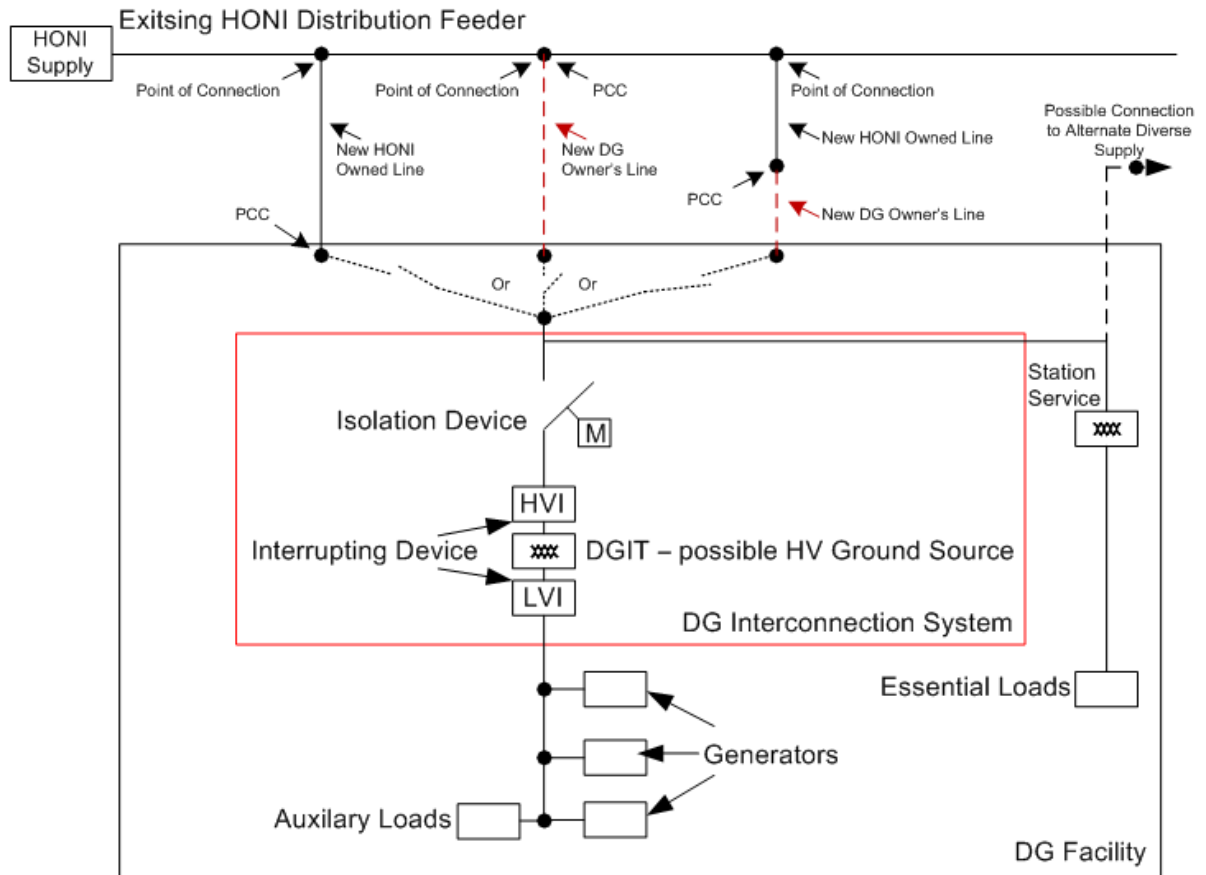 Exitsing HONI Distribution Feeder
HONI
Supply
Point of Connection
Point of Connection
PCC
Point of Connection
Possible Connection
to Alternate Diverse
Supply
New HONI
Owned Line
New DG
Owner's Line
New HONI Owned Line
PCC
New DG Owner's Line
PCC
Or
Or
Station
Service
Isolation Device
M
HVI
Interrupting Device
DGIT – possible HV Ground Source
LVI
DG Interconnection System
Essential Loads
Generators
Auxilary Loads
DG Facility